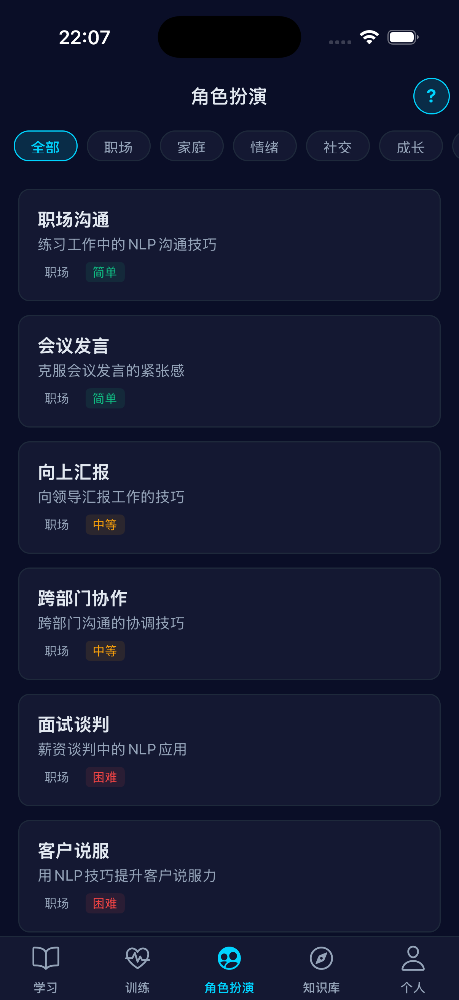 22:07
角色扮演
?
全部 职场 家庭 情绪 社交 成长
职场沟通
练习工作中的 NLP 沟通技巧
职场 简单
会议发言
克服会议发言的紧张感
职场 简单
向上汇报
向领导汇报工作的技巧
职场 中等
跨部门协作
跨部门沟通的协调技巧
职场 中等
面试谈判
薪资谈判中的 NLP 应用
职场 困难
客户说服
用 NLP 技巧提升客户说服力
职场 困难
学习 训练 角色扮演 知识库 个人